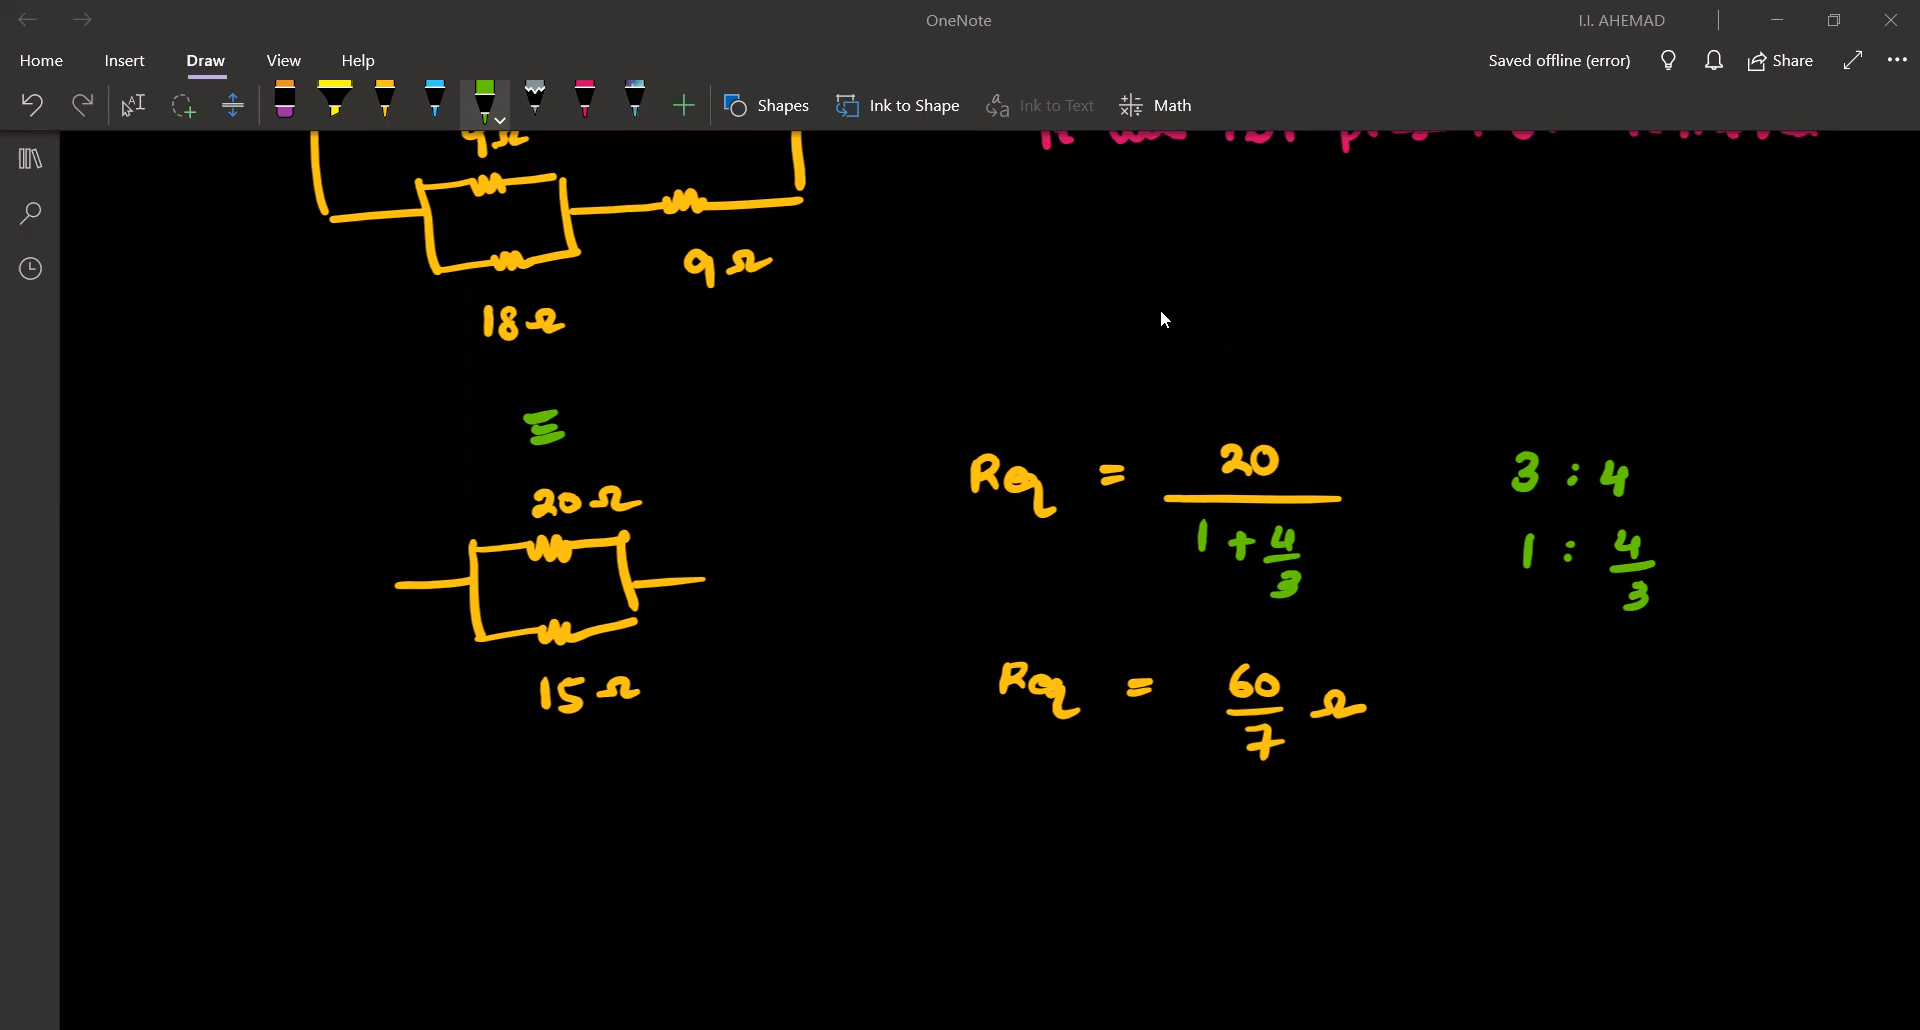 OneNote
I.I. AHEMAD
Home Insert Draw View Help
Saved offline (error) Share
Shapes Ink to Shape Ink to Text Math
9Ω
9Ω
18Ω
≡
20Ω
15Ω
Req = 20 / 1 + 4/3
3 : 4
1 : 4/3
Req = 60/7 Ω